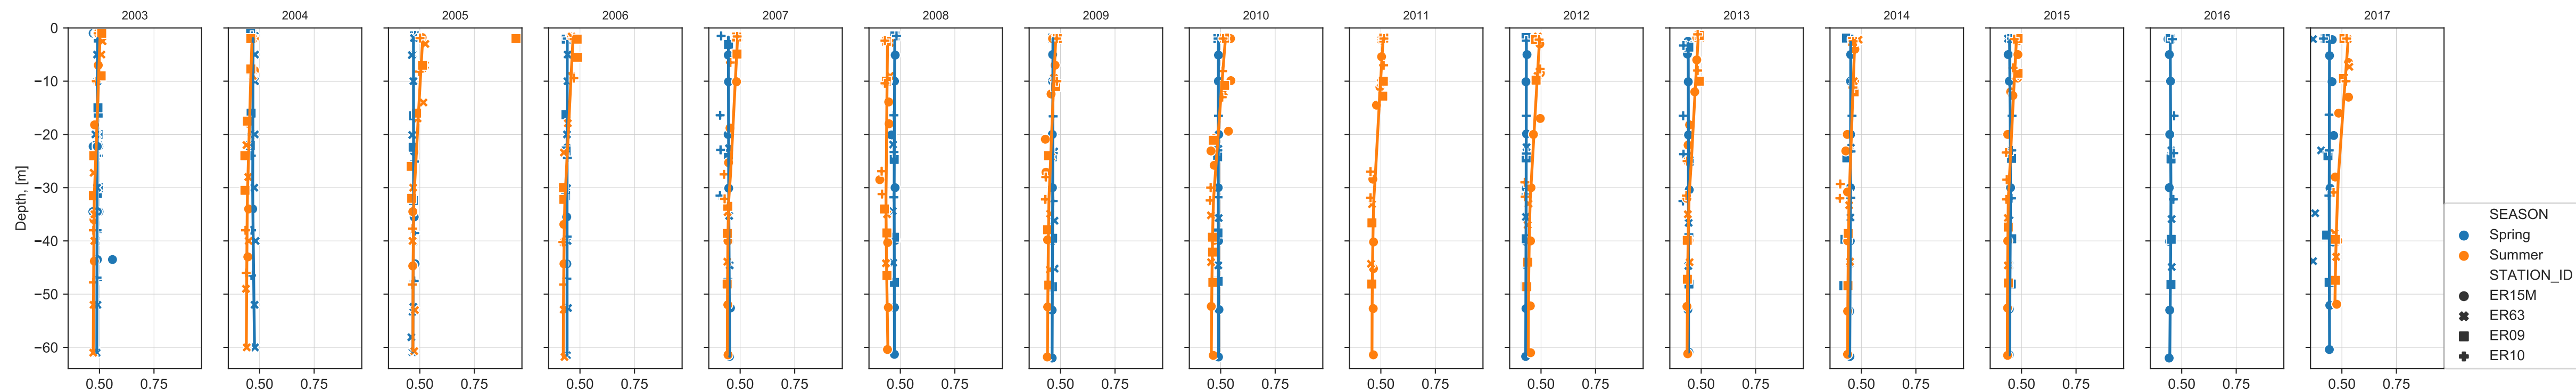 2003 2004 2005 2006 2007 2008 2009 2010 2011 2012 2013 2014 2015 2016 2017
Depth, [m]
0
−10
−20
−30
−40
−50
−60
0.50 0.75 0.50 0.75 0.50 0.75 0.50 0.75 0.50 0.75 0.50 0.75 0.50 0.75 0.50 0.75 0.50 0.75 0.50 0.75 0.50 0.75 0.50 0.75 0.50 0.75 0.50 0.75 0.50 0.75
SEASON
Spring
Summer
STATION_ID
ER15M
ER63
ER09
ER10